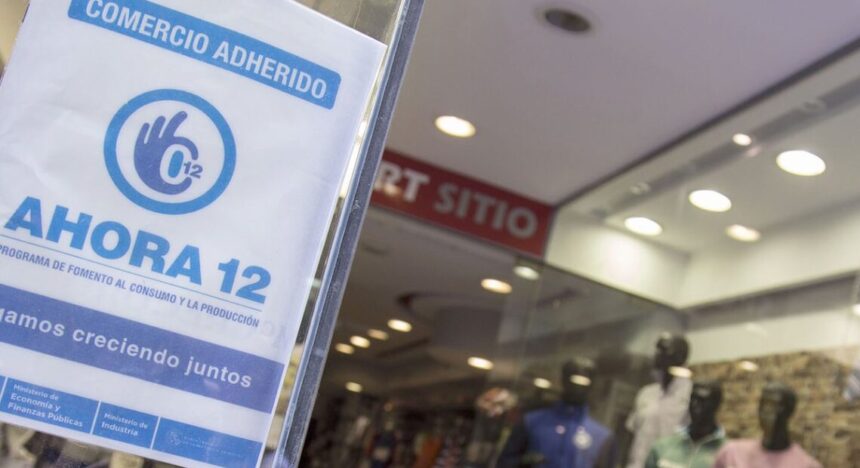 COMERCIO ADHERIDO
12
AHORA 12
PROGRAMA DE FOMENTO AL CONSUMO Y LA PRODUCCIÓN
gamos creciendo juntos
Ministerio de
Economía y
Finanzas Públicas
Ministerio de
Industria
RT SITIO